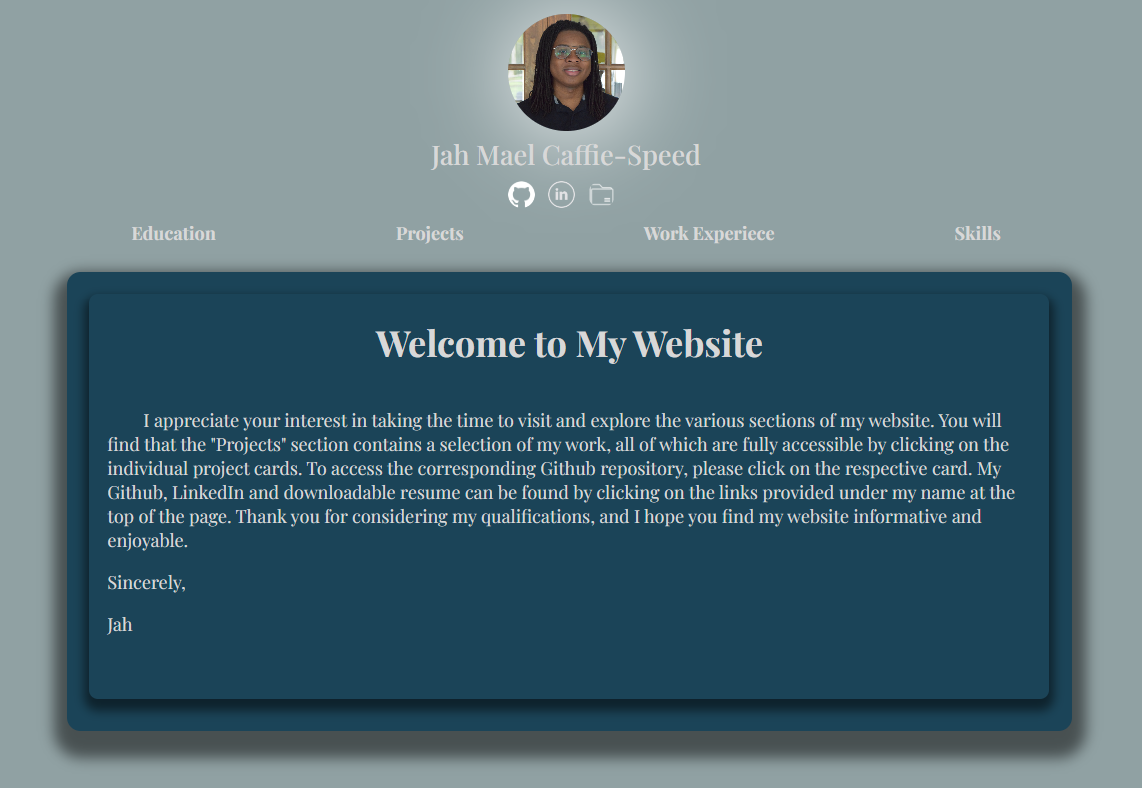 Jah Mael Caffie-Speed
in
Education Projects Work Experiece Skills
Welcome to My Website
I appreciate your interest in taking the time to visit and explore the various sections of my website. You will
find that the "Projects" section contains a selection of my work, all of which are fully accessible by clicking on the
individual project cards. To access the corresponding Github repository, please click on the respective card. My
Github, LinkedIn and downloadable resume can be found by clicking on the links provided under my name at the
top of the page. Thank you for considering my qualifications, and I hope you find my website informative and
enjoyable.
Sincerely,
Jah